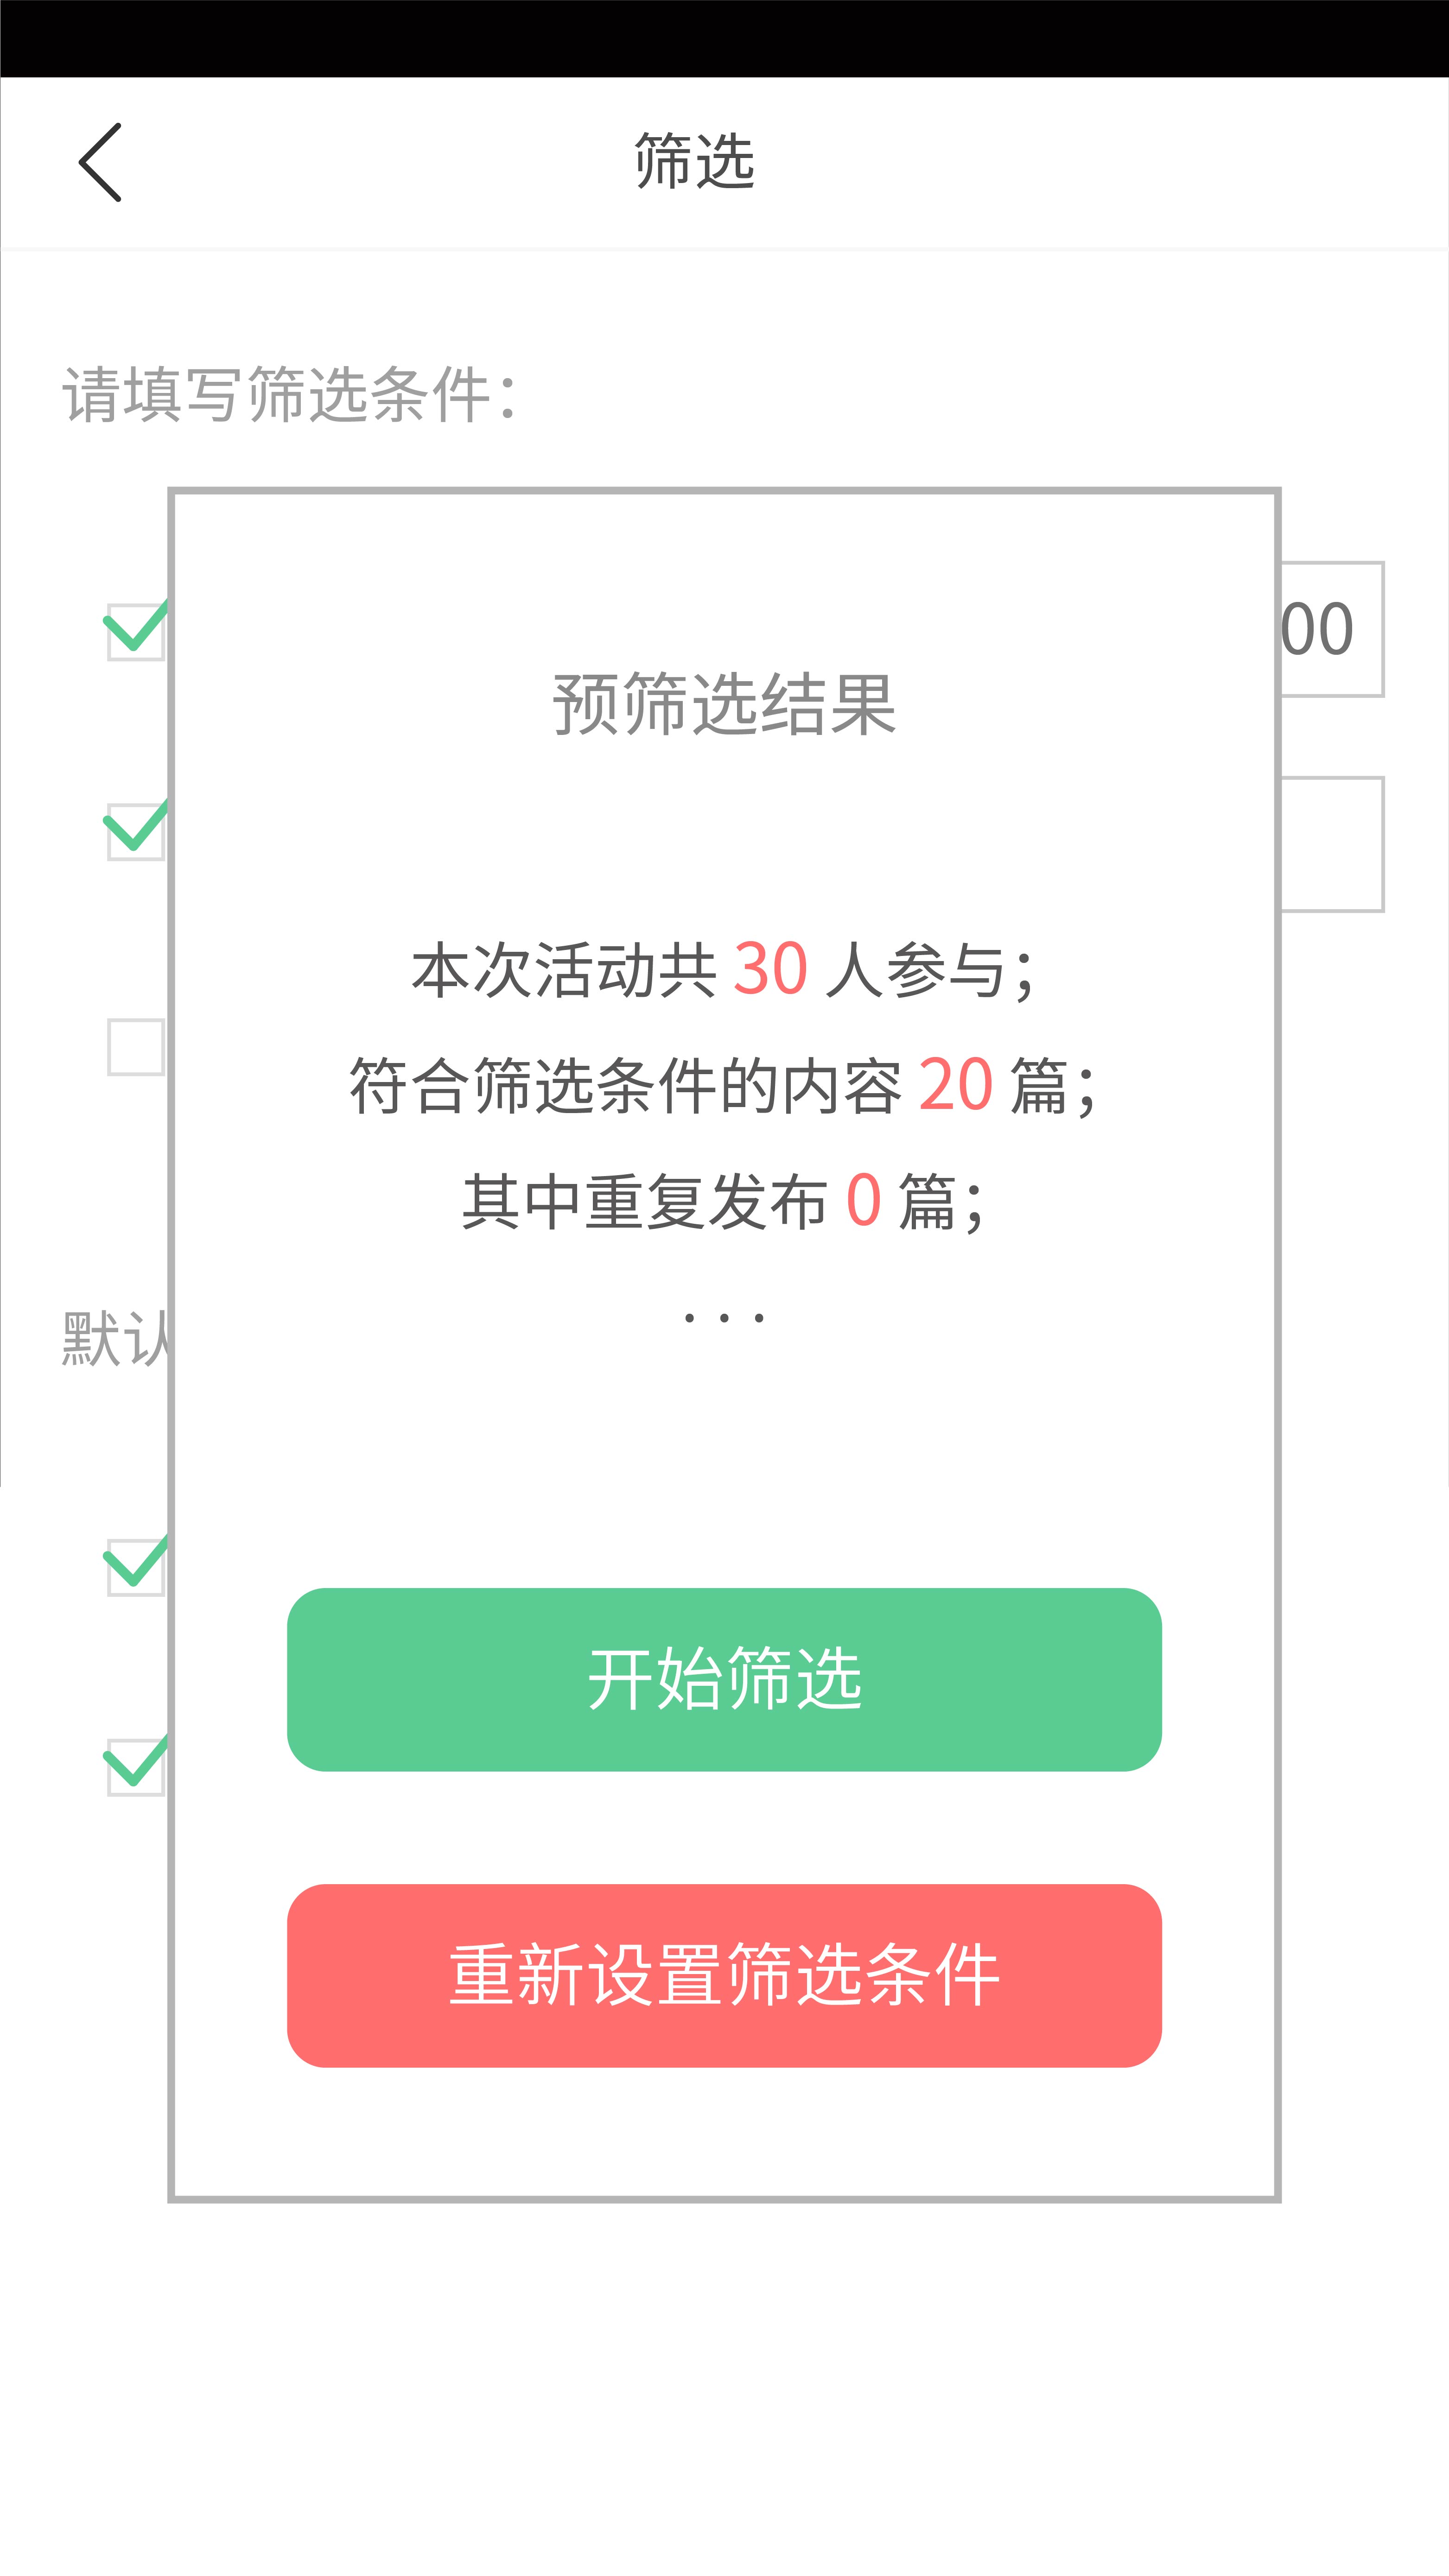 筛选
请填写筛选条件：
00
预筛选结果
本次活动共 30 人参与；
符合筛选条件的内容 20 篇；
其中重复发布 0 篇；
...
默认
开始筛选
重新设置筛选条件